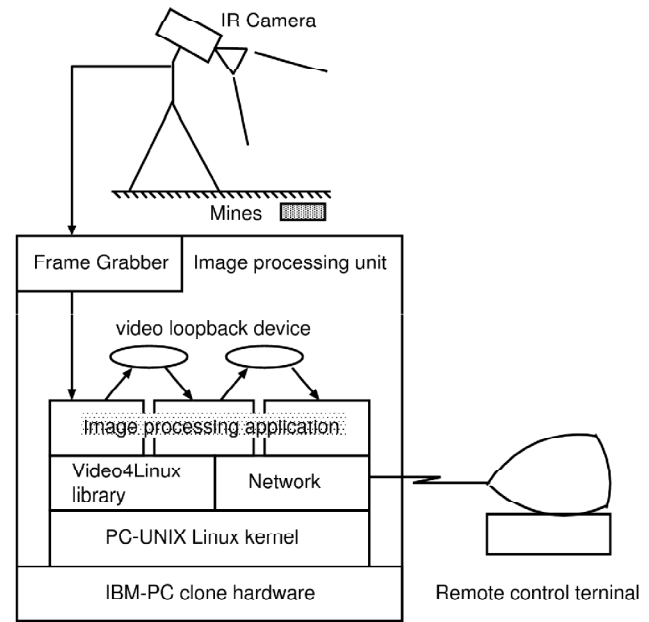 IR Camera
Mines
Frame Grabber
Image processing unit
video loopback device
Image processing application
Video4Linux
library
Network
PC-UNIX Linux kernel
IBM-PC clone hardware
Remote control terninal